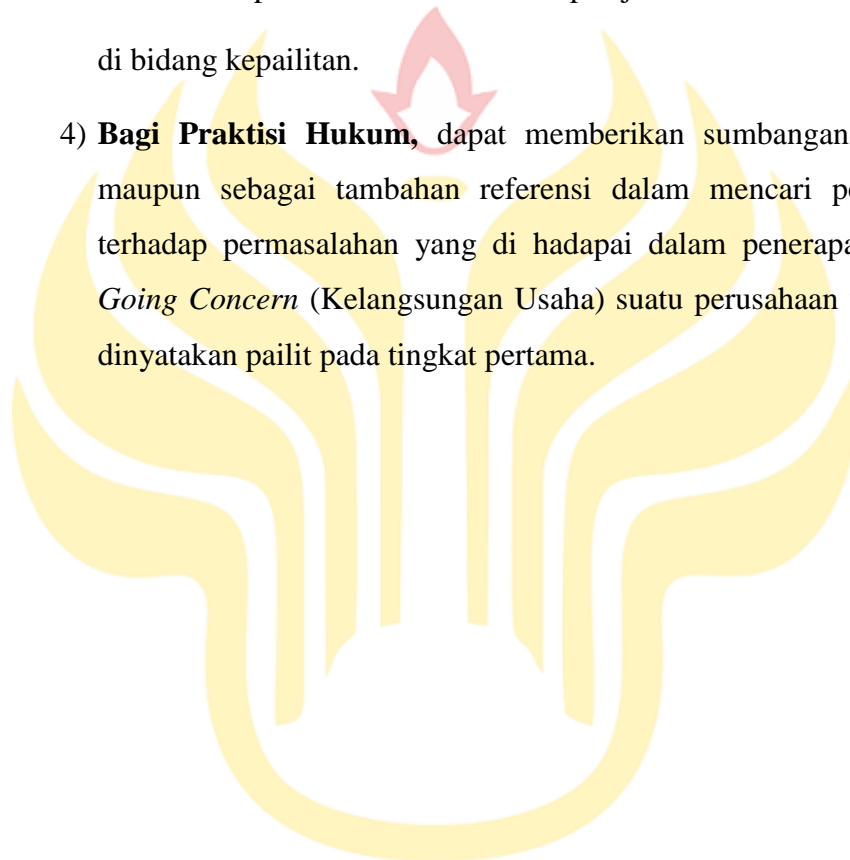 di bidang kepailitan.
4) Bagi Praktisi Hukum, dapat memberikan sumbangan
maupun sebagai tambahan referensi dalam mencari
terhadap permasalahan yang di hadapai dalam
Going Concern (Kelangsungan Usaha) suatu perusahaan
dinyatakan pailit pada tingkat pertama.